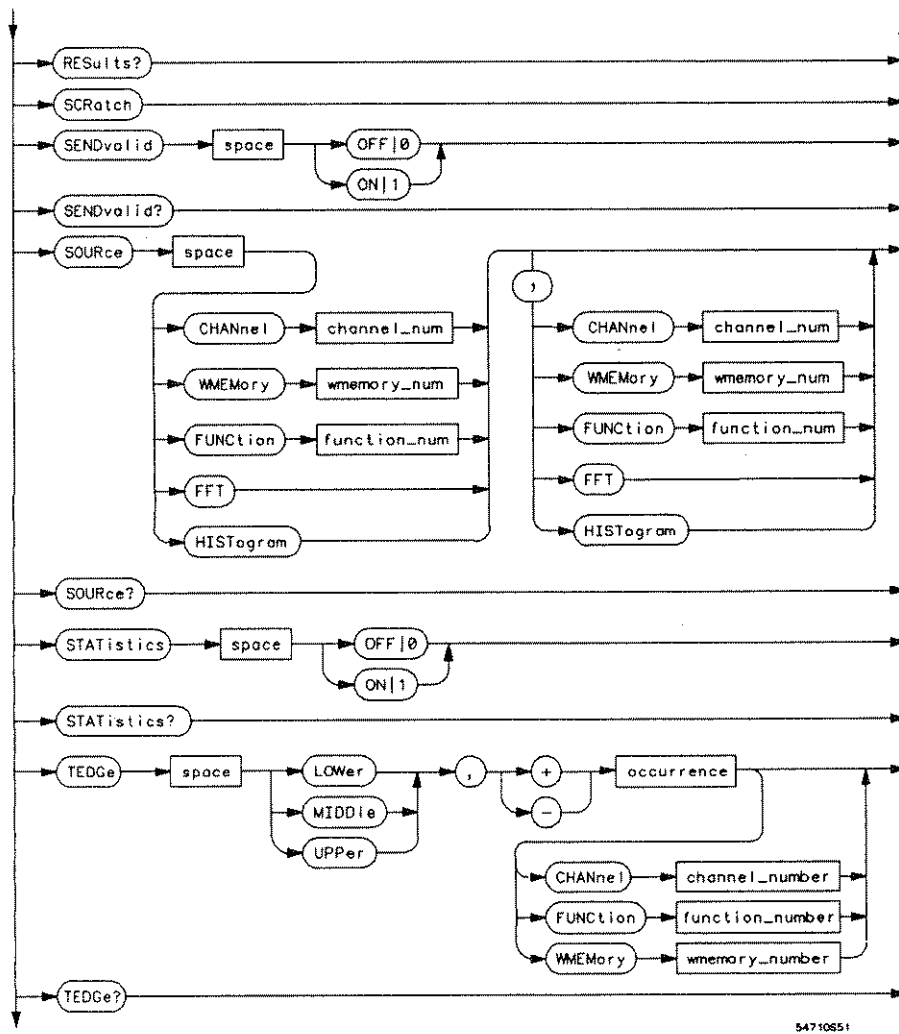 RESults?
SCRatch
SENDvalid space OFF|0
ON|1
SENDvalid?
SOURce space
,
CHANnel channel_num CHANnel channel_num
WMEMory wmemory_num WMEMory wmemory_num
FUNCtion function_num FUNCtion function_num
FFT FFT
HISTogram HISTogram
SOURce?
STATistics space OFF|0
ON|1
STATistics?
TEDGe space LOWer , + occurrence
MIDDle -
UPPer
CHANnel channel_number
FUNCtion function_number
WMEMory wmemory_number
TEDGe?
54710S51